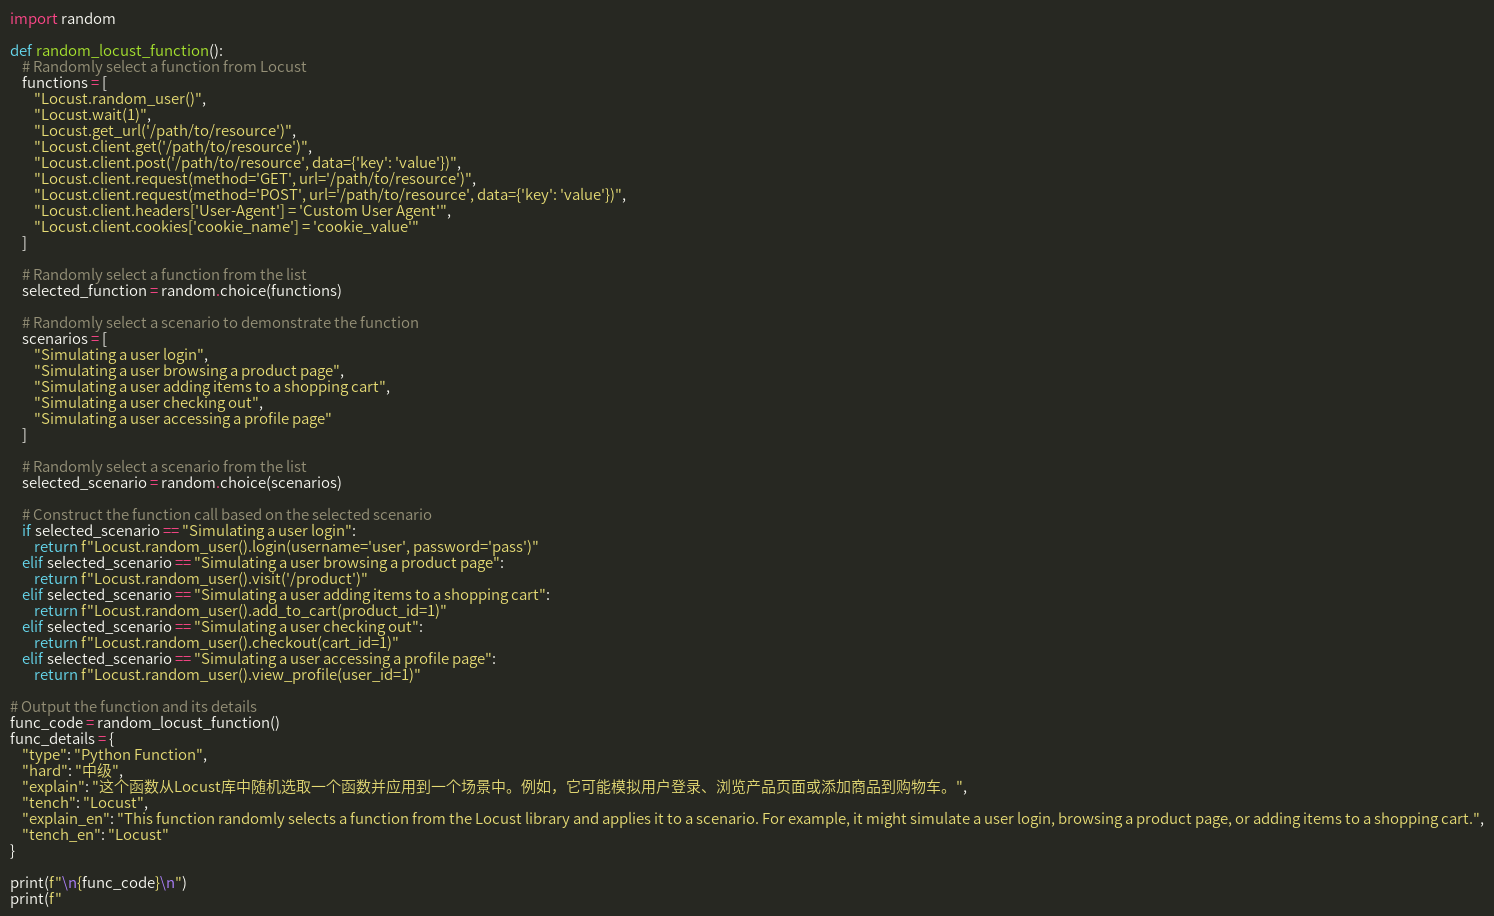 import random

def random_locust_function():
    # Randomly select a function from Locust
    functions = [
        "Locust.random_user()",
        "Locust.wait(1)",
        "Locust.get_url('/path/to/resource')",
        "Locust.client.get('/path/to/resource')",
        "Locust.client.post('/path/to/resource', data={'key': 'value'})",
        "Locust.client.request(method='GET', url='/path/to/resource')",
        "Locust.client.request(method='POST', url='/path/to/resource', data={'key': 'value'})",
        "Locust.client.headers['User-Agent'] = 'Custom User Agent'",
        "Locust.client.cookies['cookie_name'] = 'cookie_value'"
    ]

    # Randomly select a function from the list
    selected_function = random.choice(functions)

    # Randomly select a scenario to demonstrate the function
    scenarios = [
        "Simulating a user login",
        "Simulating a user browsing a product page",
        "Simulating a user adding items to a shopping cart",
        "Simulating a user checking out",
        "Simulating a user accessing a profile page"
    ]

    # Randomly select a scenario from the list
    selected_scenario = random.choice(scenarios)

    # Construct the function call based on the selected scenario
    if selected_scenario == "Simulating a user login":
        return f"Locust.random_user().login(username='user', password='pass')"
    elif selected_scenario == "Simulating a user browsing a product page":
        return f"Locust.random_user().visit('/product')"
    elif selected_scenario == "Simulating a user adding items to a shopping cart":
        return f"Locust.random_user().add_to_cart(product_id=1)"
    elif selected_scenario == "Simulating a user checking out":
        return f"Locust.random_user().checkout(cart_id=1)"
    elif selected_scenario == "Simulating a user accessing a profile page":
        return f"Locust.random_user().view_profile(user_id=1)"

# Output the function and its details
func_code = random_locust_function()
func_details = {
    "type": "Python Function",
    "hard": "中级",
    "explain": "这个函数从Locust库中随机选取一个函数并应用到一个场景中。例如，它可能模拟用户登录、浏览产品页面或添加商品到购物车。",
    "tench": "Locust",
    "explain_en": "This function randomly selects a function from the Locust library and applies it to a scenario. For example, it might simulate a user login, browsing a product page, or adding items to a shopping cart.",
    "tench_en": "Locust"
}

print(f"\n{func_code}\n")
print(f"